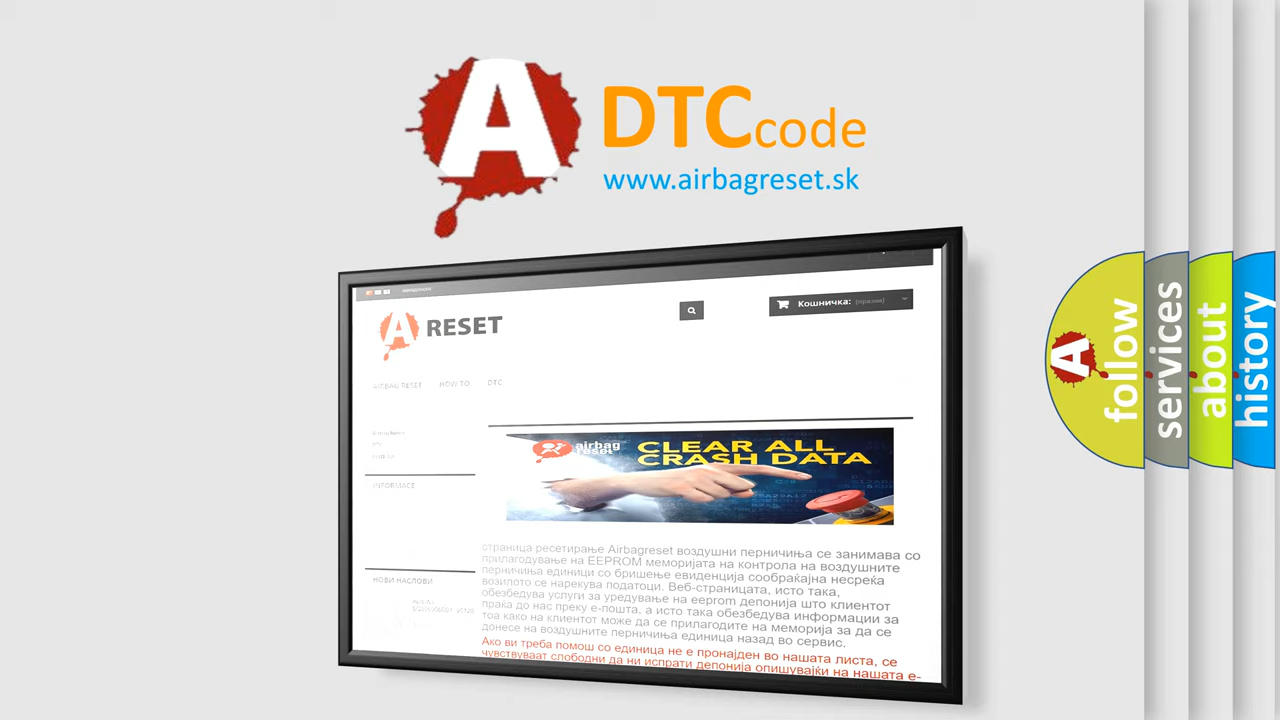 A DTCcode
www.airbagreset.sk
Кошничка: (празни)
A RESET
AIRBAG RESET HOW TO DTC
airbag reset
CLEAR ALL
CRASH DATA
INFORMACE
страница ресетирање Airbagreset воздушни перничиња се занимава со
прилагодување на EEPROM меморијата на контрола на воздушните
перничиња единици со бришење евиденција сообраќајна несреќа
возилото се нарекува податоци. Веб-страницата, исто така,
обезбедува услуги за уредување на eeprom депонија што клиентот
праќа до нас преку е-пошта, а исто така обезбедува информации за
тоа како на клиентот може да се прилагодите на меморија за да се
донесе на воздушните перничиња единица назад во сервис.
НОВИ НАСЛОВИ
Ако ви треба помош со единица не е пронајден во нашата листа, се
чувствуваат слободни да ни испрати депонија опишувајќи на нашата е-
A follow
services
about
history